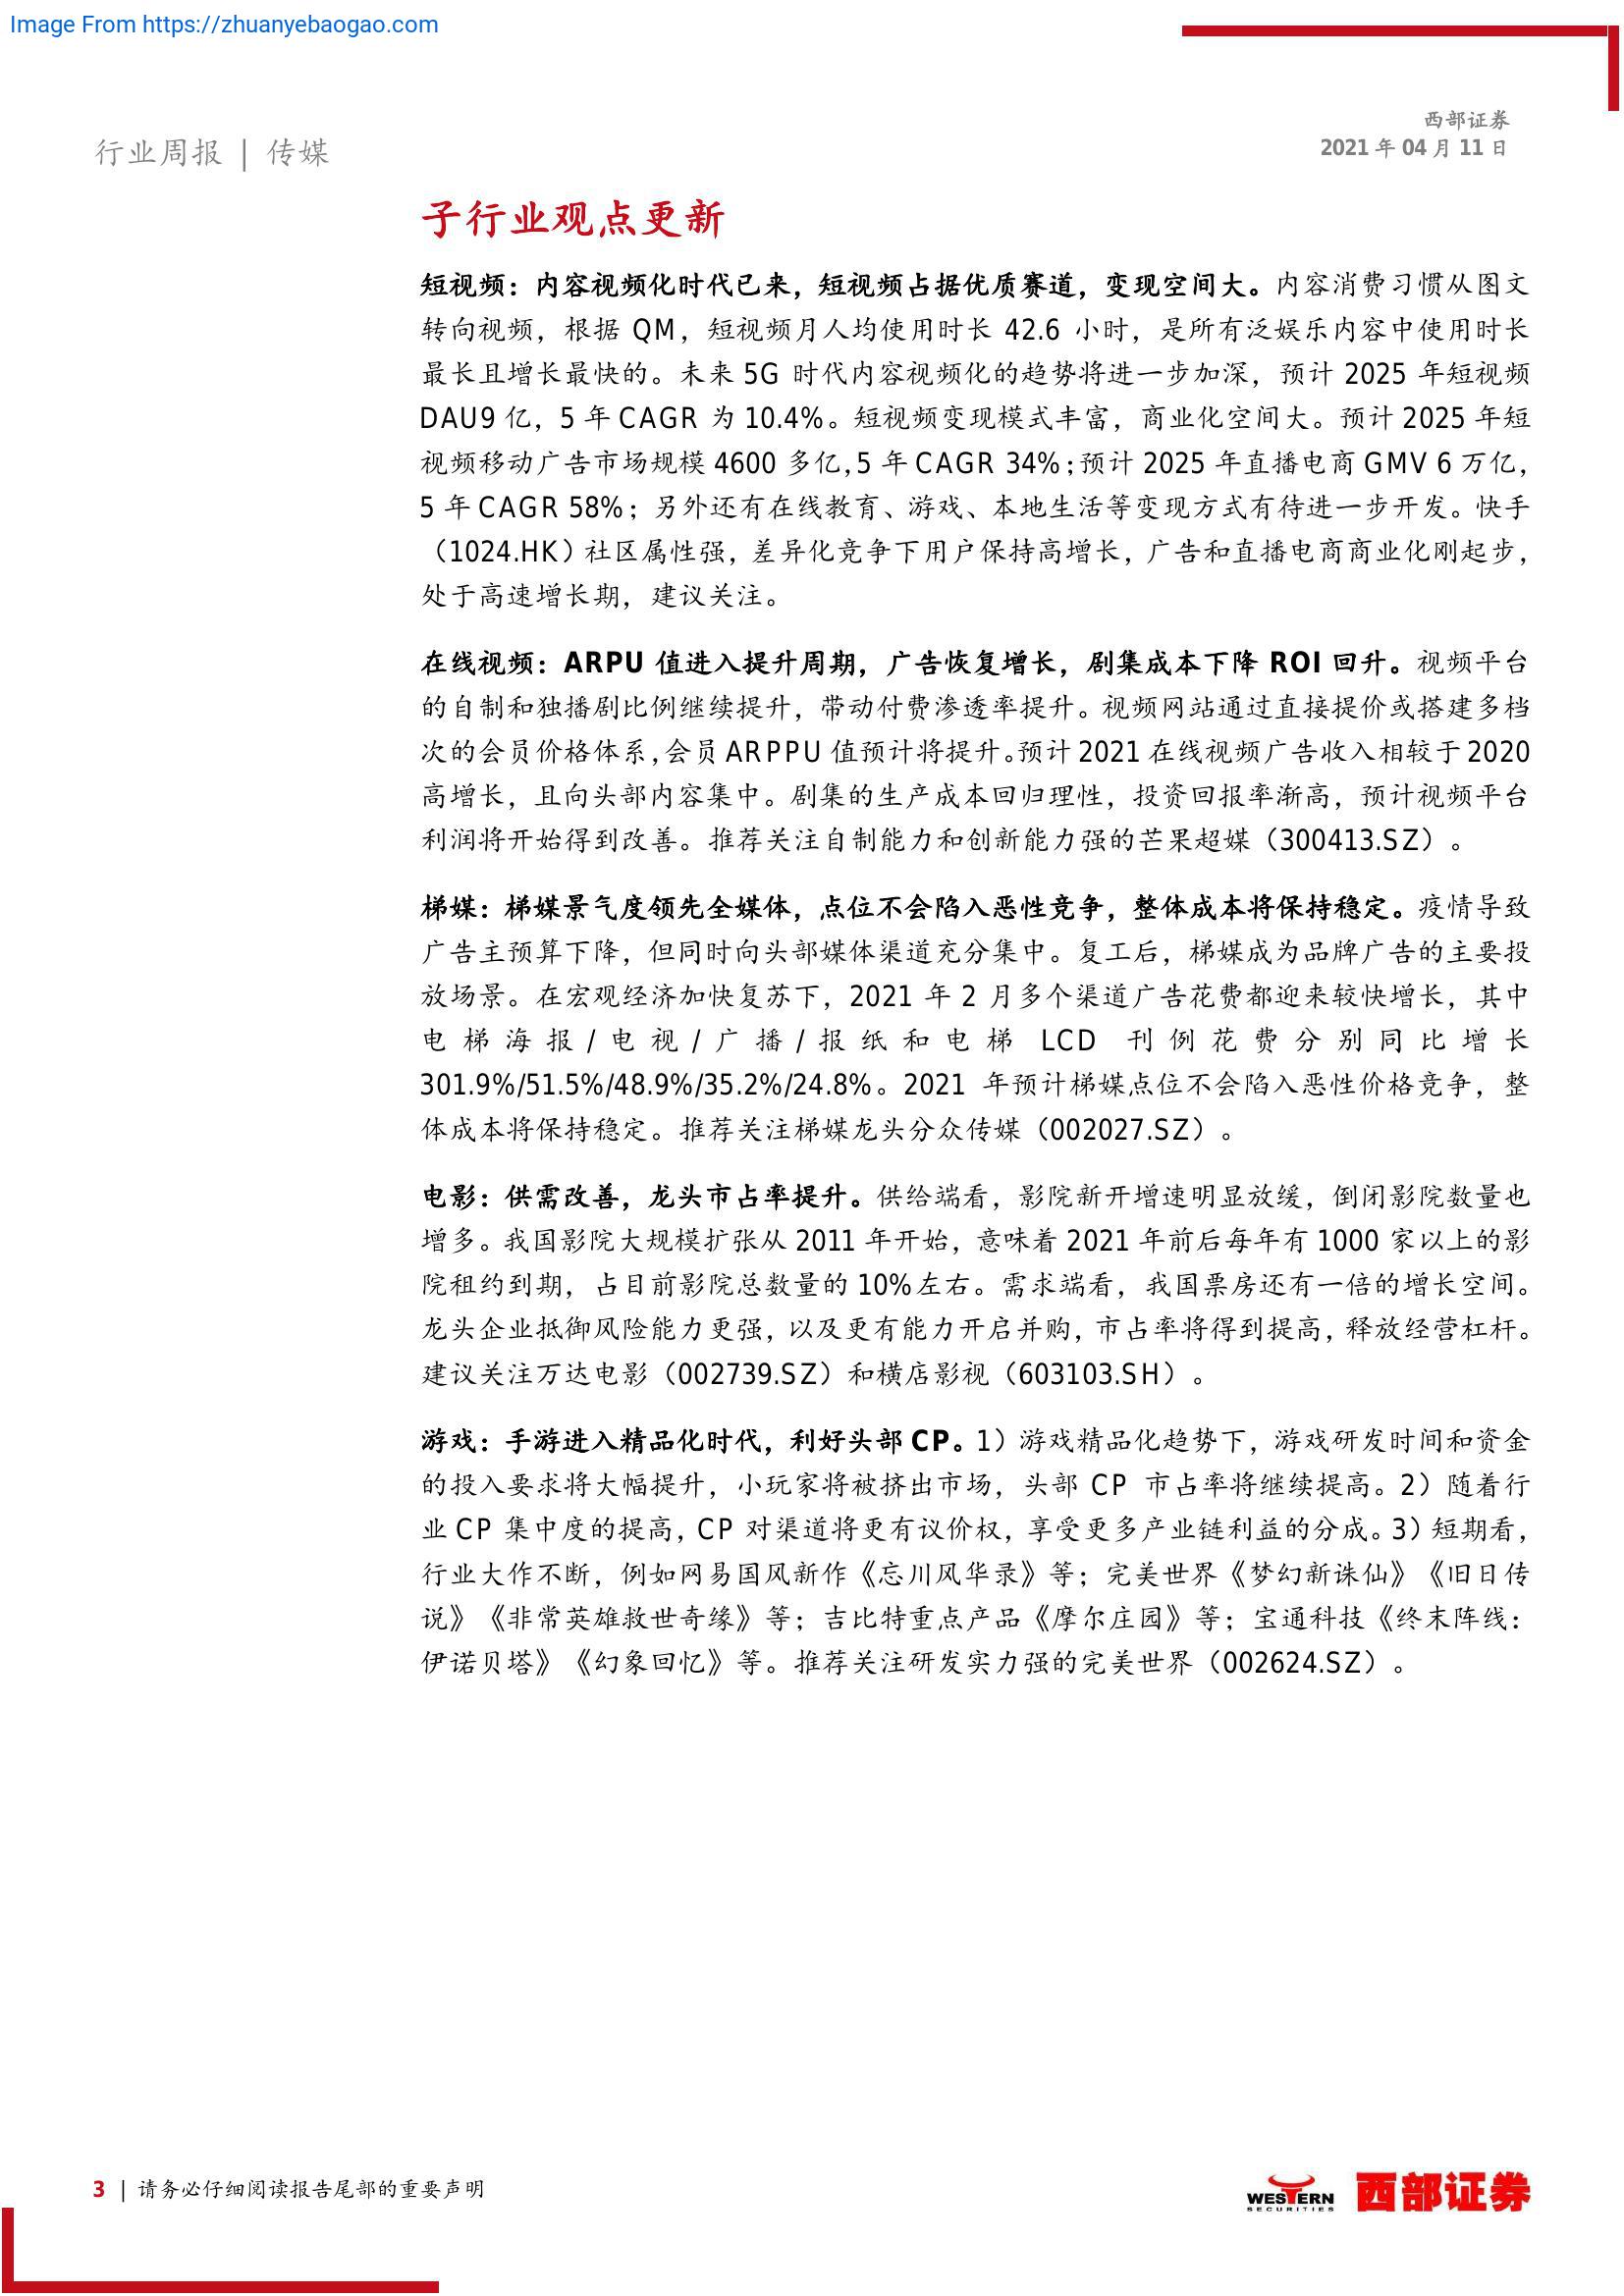 Image From https://zhuanyebaogao.com
西部证券
2021 年 04 月 11 日
行业周报 | 传媒
子行业观点更新
短视频：内容视频化时代已来，短视频占据优质赛道，变现空间大。内容消费习惯从图文
转向视频，根据 QM，短视频月人均使用时长 42.6 小时，是所有泛娱乐内容中使用时长
最长且增长最快的。未来 5G 时代内容视频化的趋势将进一步加深，预计 2025 年短视频
DAU9 亿，5 年 CAGR 为 10.4%。短视频变现模式丰富，商业化空间大。预计 2025 年短
视频移动广告市场规模 4600 多亿，5 年 CAGR 34%；预计 2025 年直播电商 GMV 6 万亿，
5 年 CAGR 58%；另外还有在线教育、游戏、本地生活等变现方式有待进一步开发。快手
（1024.HK）社区属性强，差异化竞争下用户保持高增长，广告和直播电商商业化刚起步，
处于高速增长期，建议关注。
在线视频：ARPU 值进入提升周期，广告恢复增长，剧集成本下降 ROI 回升。视频平台
的自制和独播剧比例继续提升，带动付费渗透率提升。视频网站通过直接提价或搭建多档
次的会员价格体系，会员 ARPPU 值预计将提升。预计 2021 在线视频广告收入相较于 2020
高增长，且向头部内容集中。剧集的生产成本回归理性，投资回报率渐高，预计视频平台
利润将开始得到改善。推荐关注自制能力和创新能力强的芒果超媒（300413.SZ）。
梯媒：梯媒景气度领先全媒体，点位不会陷入恶性竞争，整体成本将保持稳定。疫情导致
广告主预算下降，但同时向头部媒体渠道充分集中。复工后，梯媒成为品牌广告的主要投
放场景。在宏观经济加快复苏下，2021 年 2 月多个渠道广告花费都迎来较快增长，其中
电梯海报/电视/广播/报纸和电梯 LCD 刊例花费分别同比增长
301.9%/51.5%/48.9%/35.2%/24.8%。2021 年预计梯媒点位不会陷入恶性价格竞争，整
体成本将保持稳定。推荐关注梯媒龙头分众传媒（002027.SZ）。
电影：供需改善，龙头市占率提升。供给端看，影院新开增速明显放缓，倒闭影院数量也
增多。我国影院大规模扩张从 2011 年开始，意味着 2021 年前后每年有 1000 家以上的影
院租约到期，占目前影院总数量的 10%左右。需求端看，我国票房还有一倍的增长空间。
龙头企业抵御风险能力更强，以及更有能力开启并购，市占率将得到提高，释放经营杠杆。
建议关注万达电影（002739.SZ）和横店影视（603103.SH）。
游戏：手游进入精品化时代，利好头部 CP。1）游戏精品化趋势下，游戏研发时间和资金
的投入要求将大幅提升，小玩家将被挤出市场，头部 CP 市占率将继续提高。2）随着行
业 CP 集中度的提高，CP 对渠道将更有议价权，享受更多产业链利益的分成。3）短期看，
行业大作不断，例如网易国风新作《忘川风华录》等；完美世界《梦幻新诛仙》《旧日传
说》《非常英雄救世奇缘》等；吉比特重点产品《摩尔庄园》等；宝通科技《终末阵线：
伊诺贝塔》《幻象回忆》等。推荐关注研发实力强的完美世界（002624.SZ）。
3 | 请务必仔细阅读报告尾部的重要声明
WESTERN
SECURITIES
西部证券